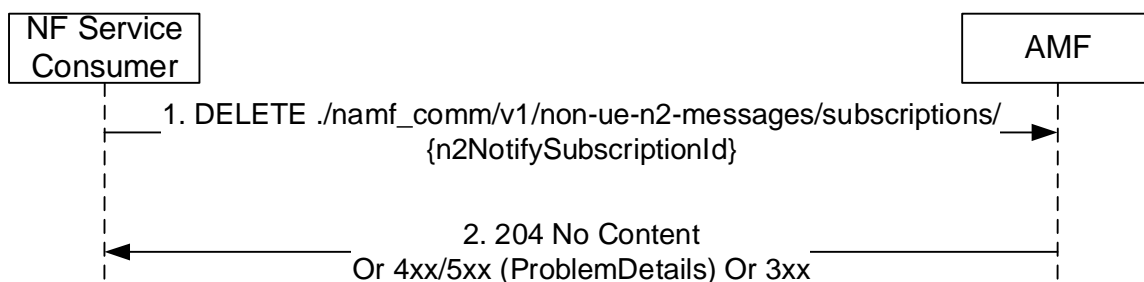 NF Service
Consumer
AMF
1. DELETE ./namf_comm/v1/non-ue-n2-messages/subscriptions/
{n2NotifySubscriptionId}
2. 204 No Content
Or 4xx/5xx (ProblemDetails) Or 3xx